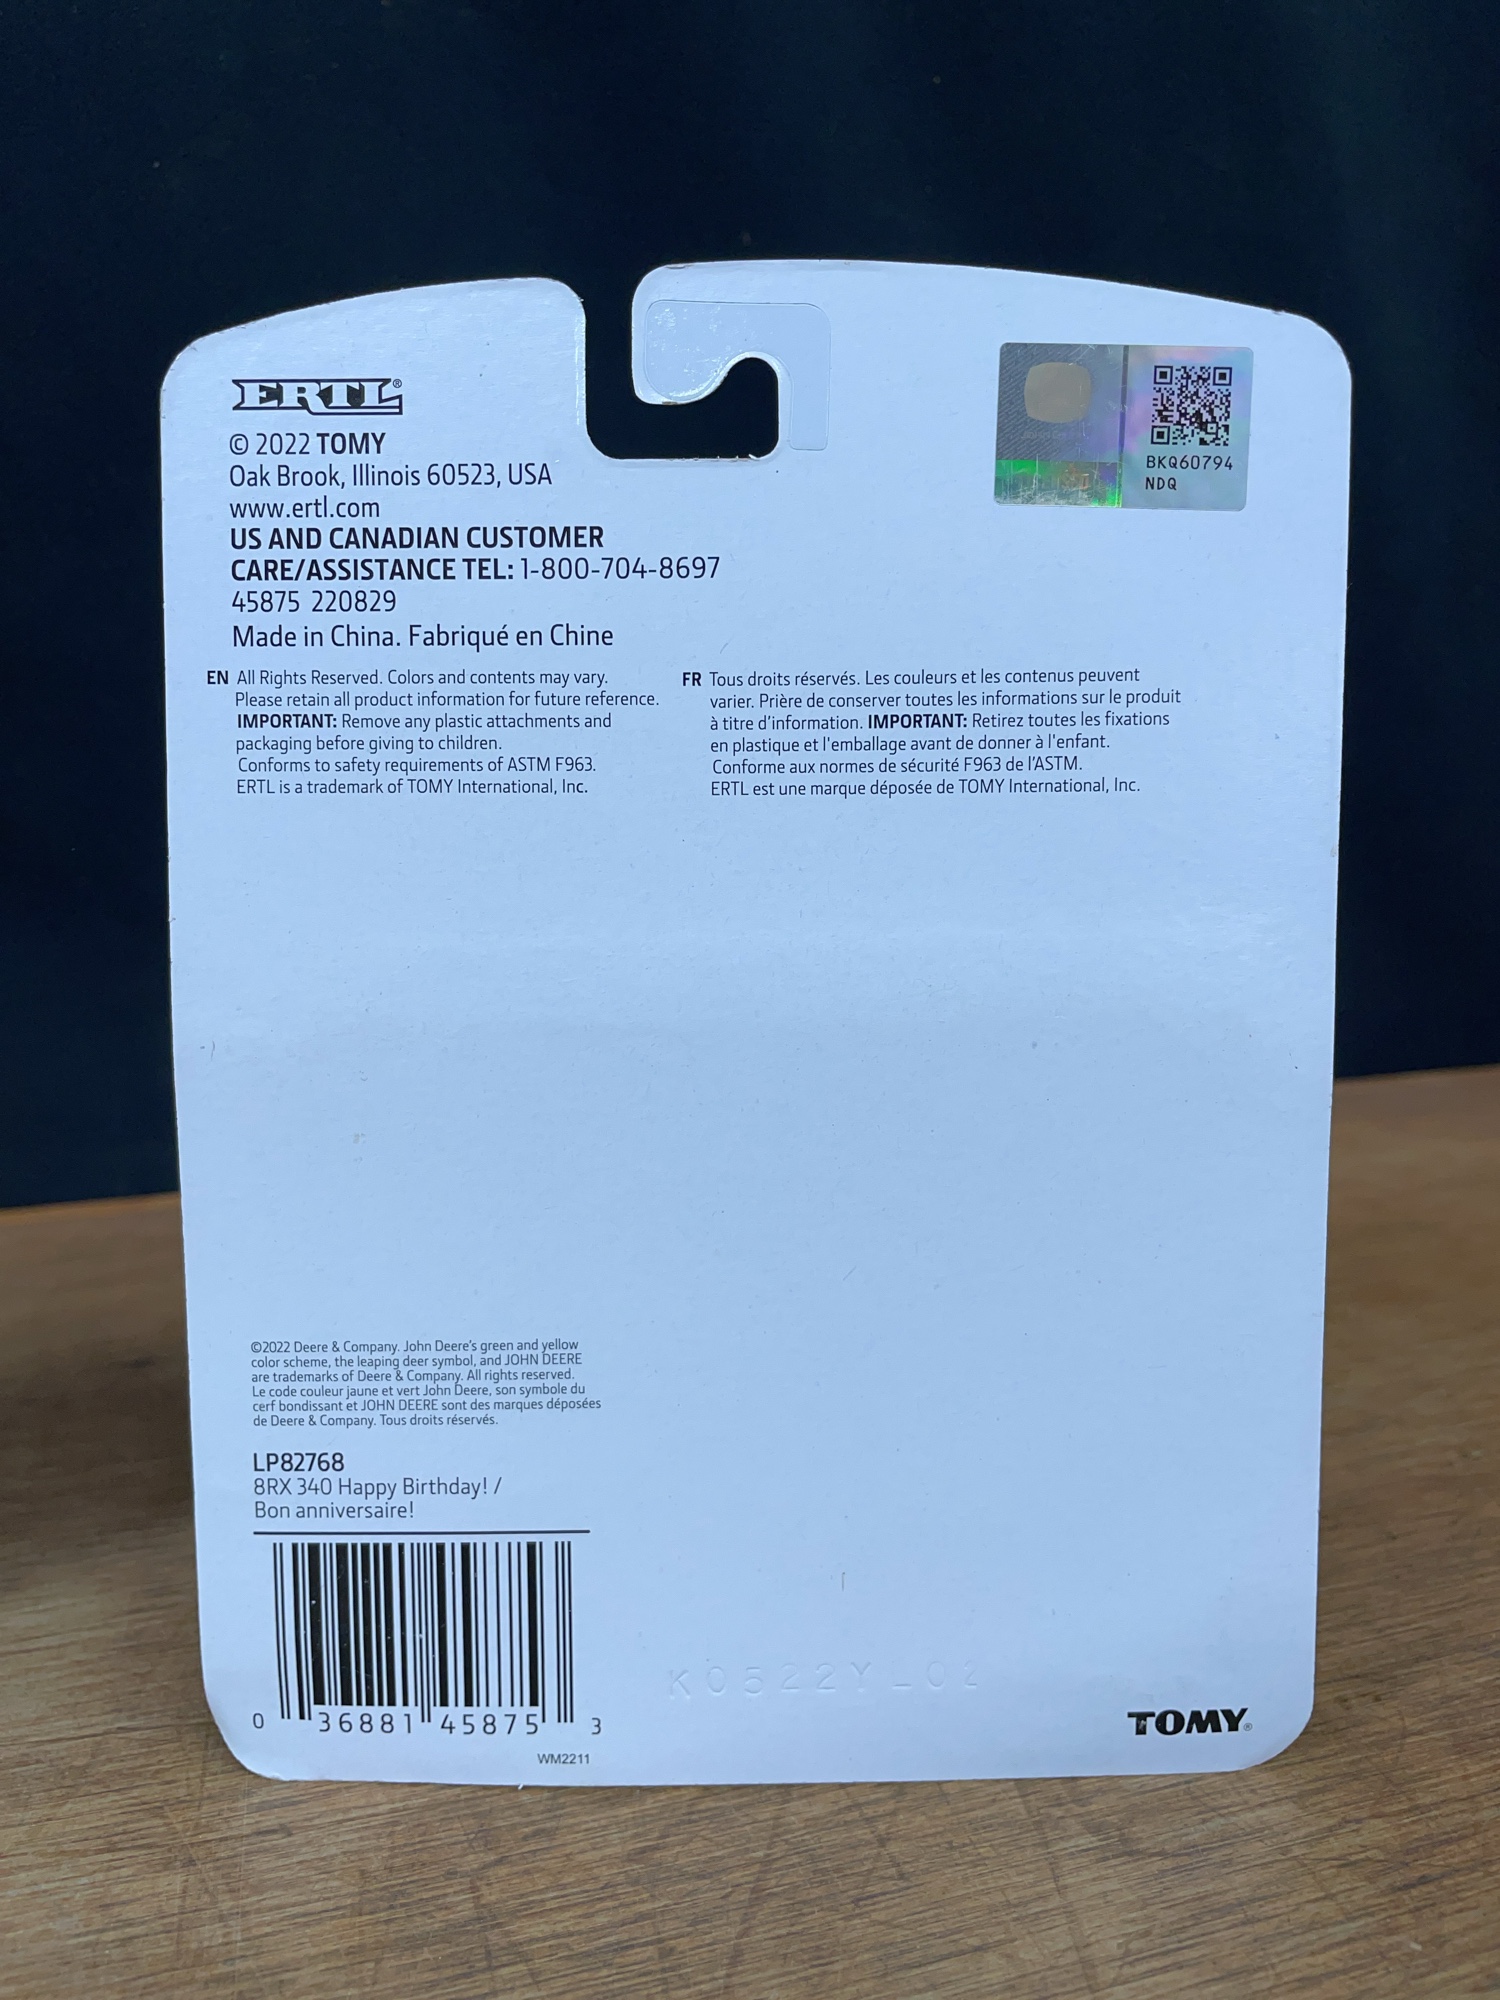 ERTL®
© 2022 TOMY
Oak Brook, Illinois 60523, USA
www.ertl.com
US AND CANADIAN CUSTOMER
CARE/ASSISTANCE TEL: 1-800-704-8697
45875 220829
Made in China. Fabriqué en Chine
BKQ60794
NDQ
EN All Rights Reserved. Colors and contents may vary.
Please retain all product information for future reference.
IMPORTANT: Remove any plastic attachments and
packaging before giving to children.
Conforms to safety requirements of ASTM F963.
ERTL is a trademark of TOMY International, Inc.
FR Tous droits réservés. Les couleurs et les contenus peuvent
varier. Prière de conserver toutes les informations sur le produit
à titre d'information. IMPORTANT: Retirez toutes les fixations
en plastique et l'emballage avant de donner à l'enfant.
Conforme aux normes de sécurité F963 de l'ASTM.
ERTL est une marque déposée de TOMY International, Inc.
©2022 Deere & Company. John Deere's green and yellow
color scheme, the leaping deer symbol, and JOHN DEERE
are trademarks of Deere & Company. All rights reserved.
Le code couleur jaune et vert John Deere, son symbole du
cerf bondissant et JOHN DEERE sont des marques déposées
de Deere & Company. Tous droits réservés.
LP82768
8RX 340 Happy Birthday! /
Bon anniversaire!
0 36881 45875 3
WM2211
K0522YL02
TOMY®